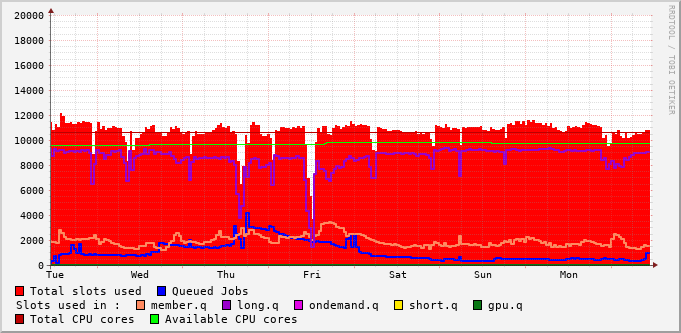 RRDTOOL / TOBI OETIKER
20000
18000
16000
14000
12000
10000
8000
6000
4000
2000
0
Tue Wed Thu Fri Sat Sun Mon
Total slots used Queued Jobs
Slots used in : member.q long.q ondemand.q short.q gpu.q
Total CPU cores Available CPU cores